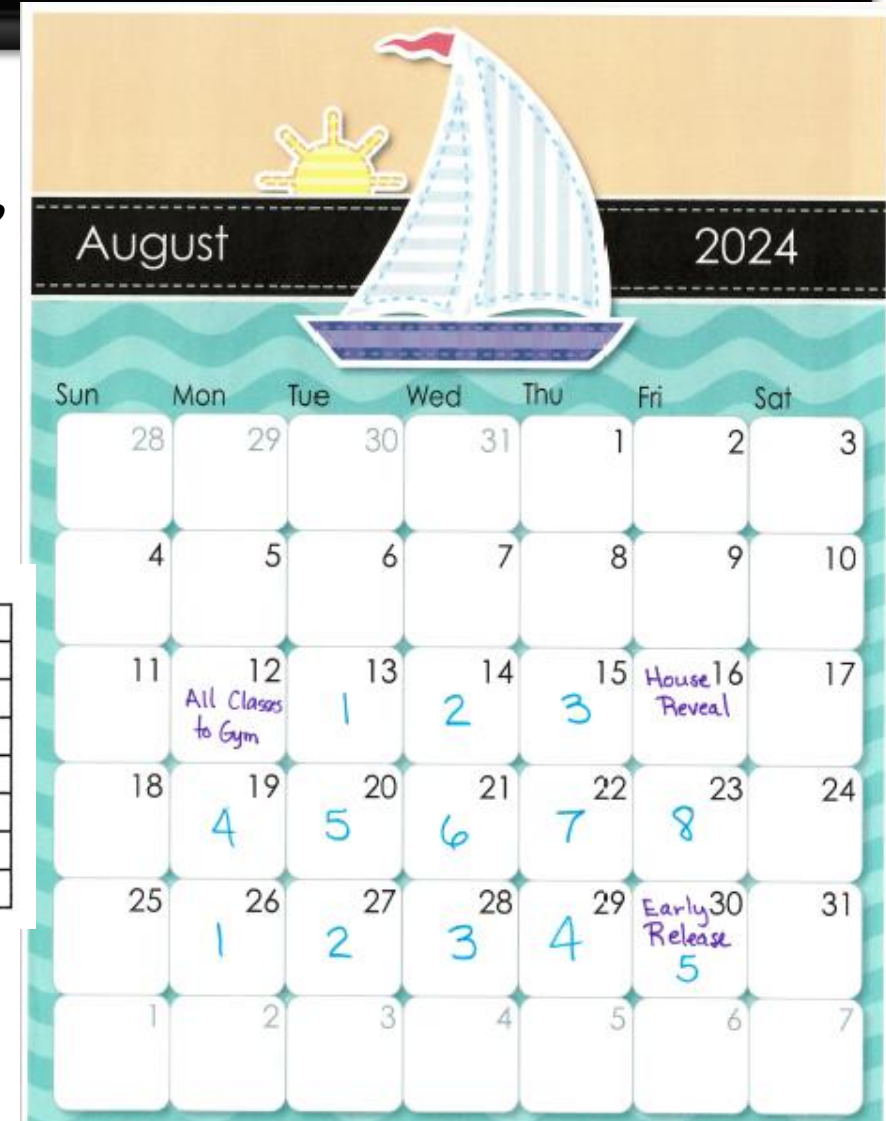 ,
August 2024
Sun Mon Tue Wed Thu Fri Sat
28 29 30 31 1 2 3
4 5 6 7 8 9 10
11 12 13 14 15 House 16 17
All Classes 1 2 3 Reveal
to Gym
18 19 20 21 22 23 24
4 5 6 7 8
25 26 27 28 29 Early 30 31
1 2 3 4 Release
5
1 2 3 4 5 6 7